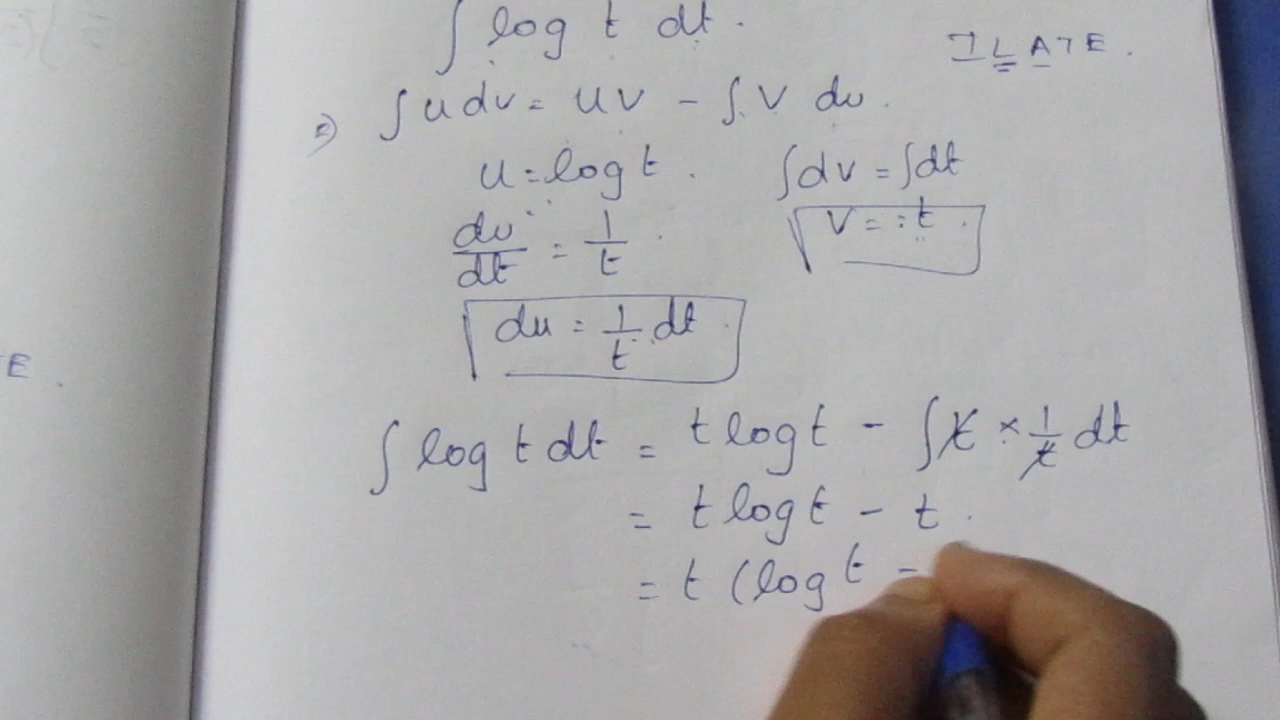 ∫ log t dt.
ILATE.
⇒ ∫ u dv = uv - ∫ v du.
u = log t. ∫ dv = ∫ dt
du/dt = 1/t. v = t.
du = 1/t dt.
E.
∫ log t dt = t log t - ∫ t × 1/t dt
= t log t - t.
= t (log t -